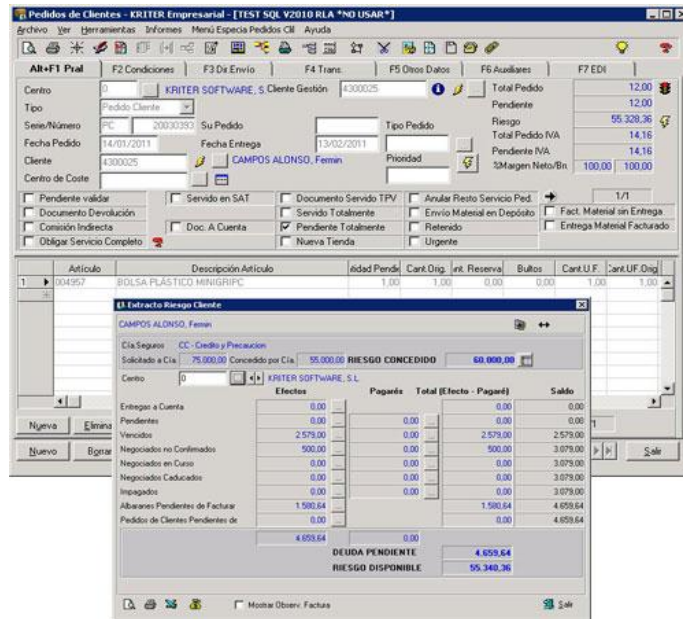 Pedidos de Clientes - KRITER Empresarial - [TEST SQL V2010 RLA *NO USAR*]
Archivo Ver Herramientas Informes Menú Especia Pedidos Cli Ayuda
Alt+F1 Pral F2 Condiciones F3 Dir.Envio F4 Trans. F5 Otros Datos F6 Auxiliares F7 EDI
Centro 0 KRITER SOFTWARE, S. Cliente Gestión 4300025 Total Pedido 12,00
Tipo Pedido Cliente Pendiente 12,00
Serie/Número PC 20030393 Su Pedido Tipo Pedido Riesgo 55.328,36
Total Pedido IVA 14,16
Fecha Pedido 14/01/2011 Fecha Entrega 13/02/2011 Pendiente IVA 14,16
Cliente 4300025 CAMPOS ALONSO, Fermin Prioridad %Margen Neto/Bn 100,00 100,00
Centro de Coste
Pendiente validar Servido en SAT Documento Servido TPV Anular Resto Servicio Ped. 1/1
Documento Devolución Servido Totalmente Envío Material en Depósito Fact. Material sin Entrega
Comisión Indirecta Doc. A Cuenta Pendiente Totalmente Retenido Entrega Material Facturado
Obligar Servicio Completo Nueva Tienda Urgente
Artículo Descripción Artículo Cant.Orig. Reserva Bultos Cant.U.F. Cant.UF.Orig
1 004957 BOLSA PLÁSTICO MINIGRIPC 1,00 1,00 0,00 0,00 1,00 1,00
Extracto Riesgo Cliente
CAMPOS ALONSO, Fermin
Cía.Seguros CC - Credito y Precaucion
Solicitado a Cía. 75.000,00 Concedido por Cía. 55.000,00 RIESGO CONCEDIDO 60.000,00
Centro 0 KRITER SOFTWARE, S.L.
Efectos Pagarés Total (Efecto - Pagaré) Saldo
Entregas a Cuenta 0,00 0,00 0,00
Pendientes 0,00 0,00 0,00 0,00
Vencidos 2.579,00 0,00 2.579,00 2.579,00
Negociados no Confirmados 500,00 0,00 500,00 3.079,00
Negociados en Curso 0,00 0,00 0,00 3.079,00
Negociados Caducados 0,00 0,00 0,00 3.079,00
Impagados 0,00 0,00 0,00 3.079,00
Albaranes Pendientes de Facturar 1.580,64 1.580,64 4.659,64
Pedidos de Clientes Pendientes de 0,00 0,00 4.659,64
4.659,64 0,00
DEUDA PENDIENTE 4.659,64
RIESGO DISPONIBLE 55.340,36
Mostrar Observ. Factura Salir
Nueva Elimina
Nuevo Borrar Salir